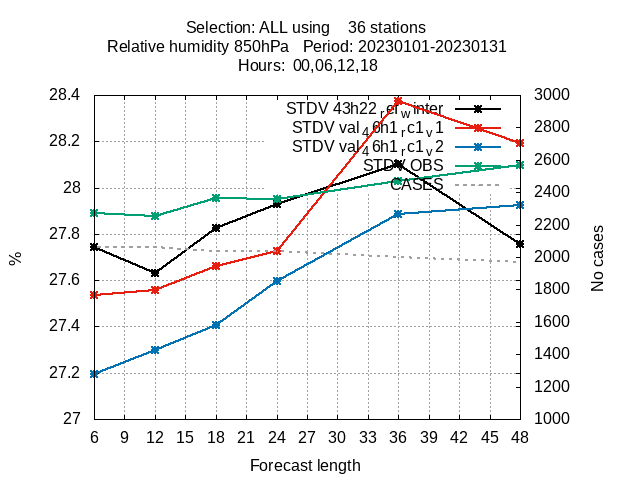 Selection: ALL using 36 stations
Relative humidity 850hPa Period: 20230101-20230131
Hours: 00,06,12,18
28.4
28.2
28
27.8
27.6
27.4
27.2
27
%
STDV 43h22_ref_winter
STDV val_46h1_rc1_v1
STDV val_46h1_rc1_v2
STDV OBS
CASES
3000
2800
2600
2400
2200
2000
1800
1600
1400
1200
1000
No cases
6 9 12 15 18 21 24 27 30 33 36 39 42 45 48
Forecast length